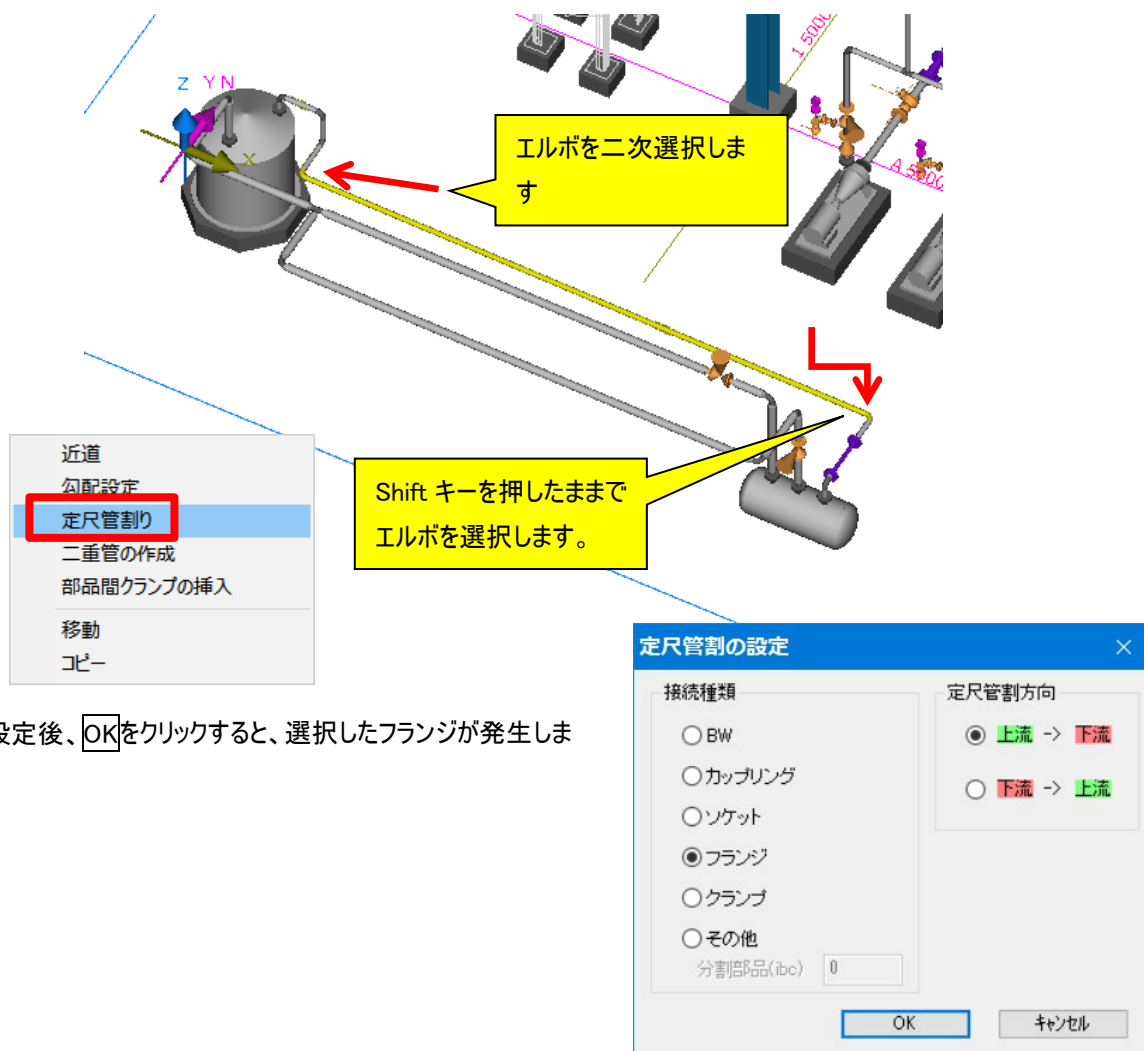 1 5000
Z
Y N
X
エルボを二次選択しま
す
A 5000
近道
勾配設定
定尺管割り
二重管の作成
部品間クランプの挿入
移動
コピー
Shift キーを押したままで
エルボを選択します。
設定後、OKをクリックすると、選択したフランジが発生しま
定尺管割の設定
接続種類
BW
カップリング
ソケット
フランジ
クランプ
その他
分割部品(ibc) 0
定尺管割方向
上流 -> 下流
下流 -> 上流
OK キャンセル